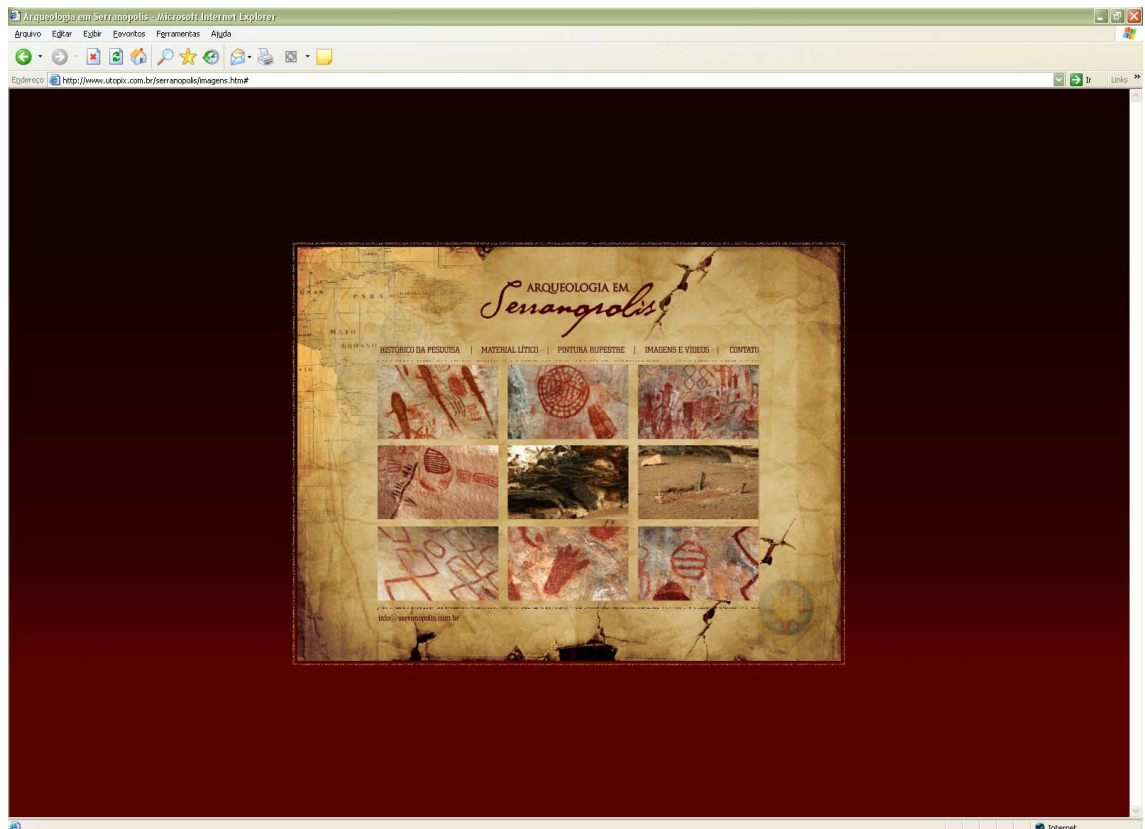 Arqueologia em Serranópolis - Microsoft Internet Explorer
Arquivo Editar Exibir Favoritos Ferramentas Ajuda
Endereço http://www.utopix.com.br/serranopolis/imagens.htm# Ir Links »
ARQUEOLOGIA EM
Serranópolis
HISTÓRICO DA PESQUISA | MATERIAL LÍTICO | PINTURA RUPESTRE | IMAGENS E VÍDEOS | CONTATO
info@serranopolis.com.br
Internet